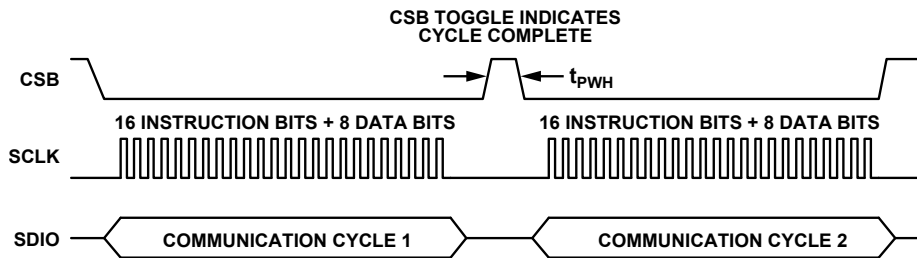 CSB TOGGLE INDICATES
CYCLE COMPLETE
CSB
tPWH
16 INSTRUCTION BITS + 8 DATA BITS
16 INSTRUCTION BITS + 8 DATA BITS
SCLK
SDIO
COMMUNICATION CYCLE 1
COMMUNICATION CYCLE 2